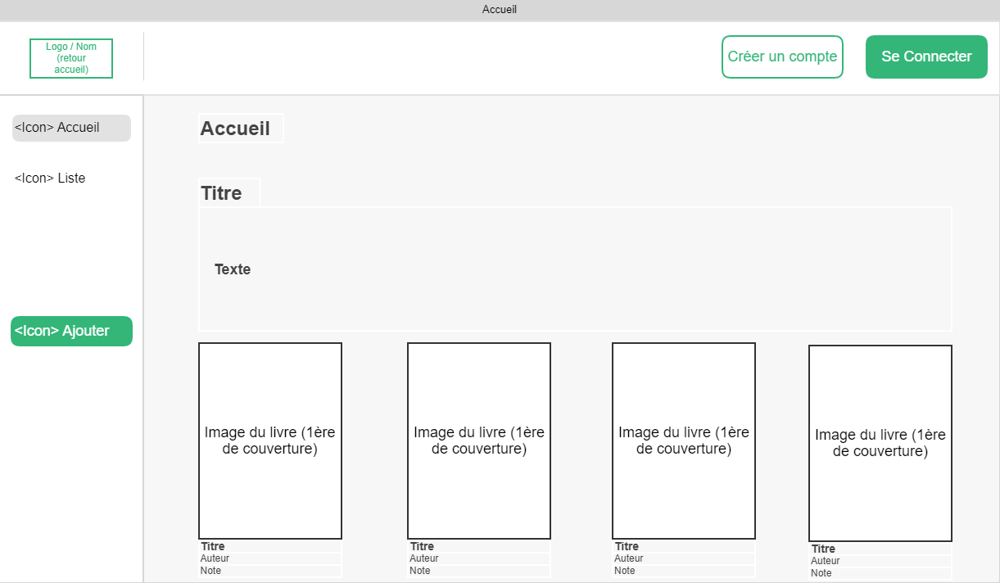 Accueil
Logo / Nom
(retour
accueil)
Créer un compte
Se Connecter
<Icon> Accueil
<Icon> Liste
<Icon> Ajouter
Accueil
Titre
Texte
Image du livre (1ère
de couverture)
Titre
Auteur
Note
Image du livre (1ère
de couverture)
Titre
Auteur
Note
Image du livre (1ère
de couverture)
Titre
Auteur
Note
Image du livre (1ère
de couverture)
Titre
Auteur
Note